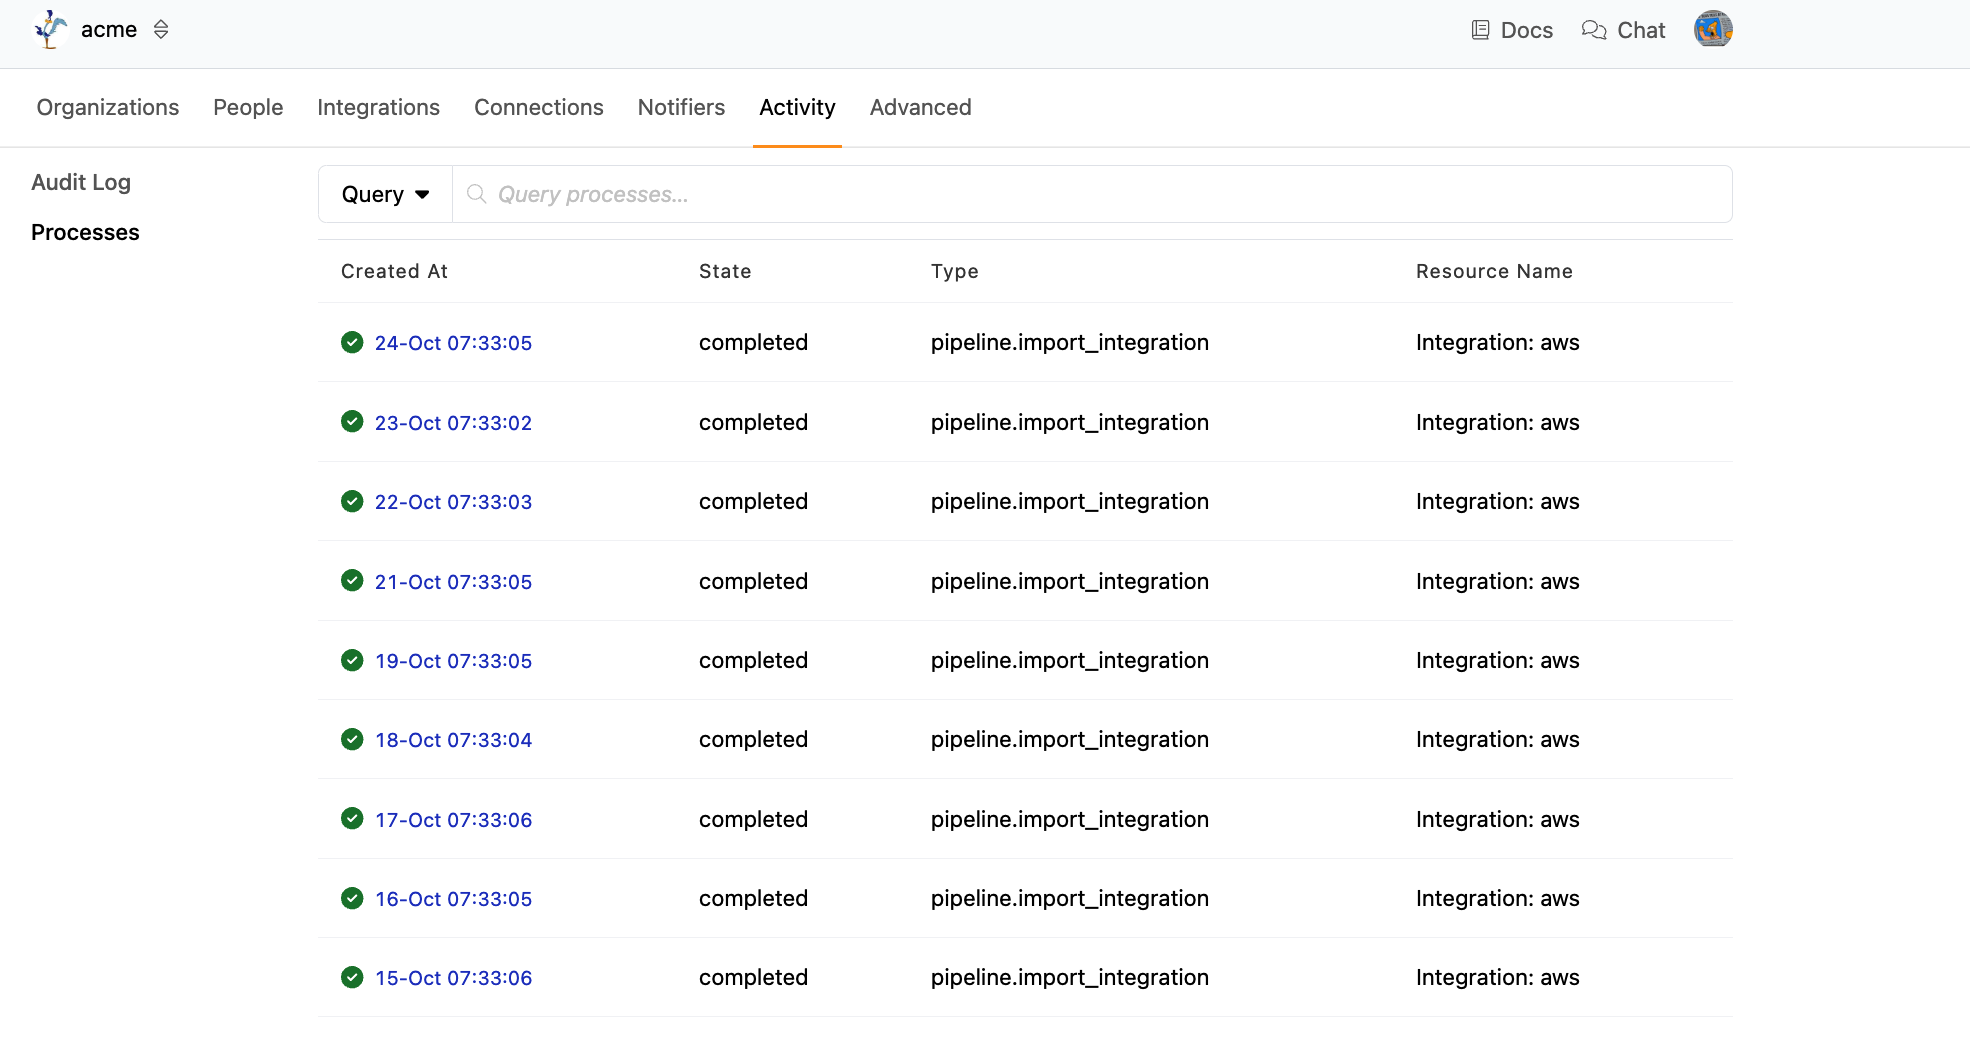 acme Docs Chat
Organizations People Integrations Connections Notifiers Activity Advanced
Audit Log
Processes
Query Query processes...
Created At State Type Resource Name
24-Oct 07:33:05 completed pipeline.import_integration Integration: aws
23-Oct 07:33:02 completed pipeline.import_integration Integration: aws
22-Oct 07:33:03 completed pipeline.import_integration Integration: aws
21-Oct 07:33:05 completed pipeline.import_integration Integration: aws
19-Oct 07:33:05 completed pipeline.import_integration Integration: aws
18-Oct 07:33:04 completed pipeline.import_integration Integration: aws
17-Oct 07:33:06 completed pipeline.import_integration Integration: aws
16-Oct 07:33:05 completed pipeline.import_integration Integration: aws
15-Oct 07:33:06 completed pipeline.import_integration Integration: aws